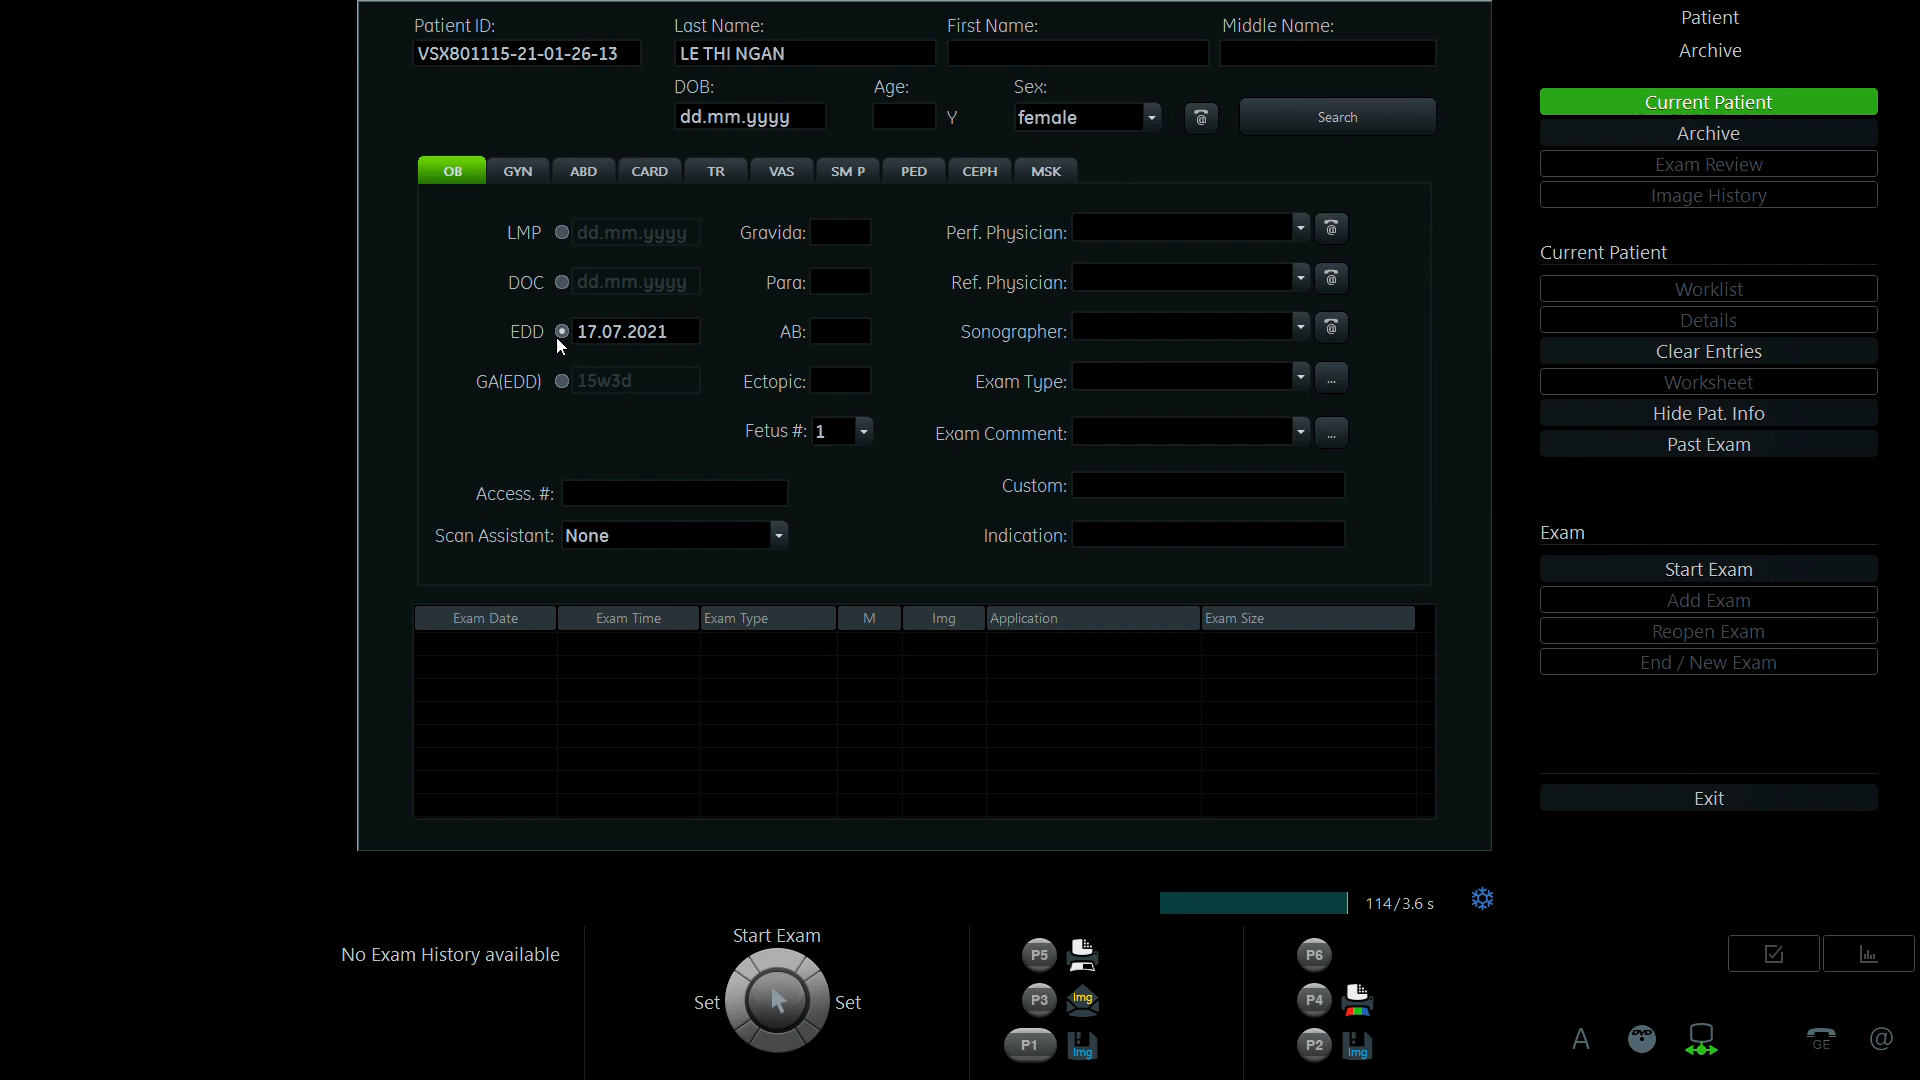 Patient ID: Last Name: First Name: Middle Name:
VSX801115-21-01-26-13 LE THI NGAN
DOB: Age: Sex:
dd.mm.yyyy Y female @ Search
OB GYN ABD CARD TR VAS SM P PED CEPH MSK
LMP dd.mm.yyyy Gravida: Perf. Physician: @
DOC dd.mm.yyyy Para: Ref. Physician: @
EDD 17.07.2021 AB: Sonographer: @
GA(EDD) 15w3d Ectopic: Exam Type: ...
Fetus #: 1 Exam Comment: ...
Access. #: Custom:
Scan Assistant: None Indication:
Exam Date Exam Time Exam Type M Img Application Exam Size
114/3.6 s
No Exam History available
Start Exam
Set Set
P5 P6
P3 Img P4
P1 Img P2 Img
Patient
Archive
Current Patient
Archive
Exam Review
Image History
Current Patient
Worklist
Details
Clear Entries
Worksheet
Hide Pat. Info
Past Exam
Exam
Start Exam
Add Exam
Reopen Exam
End / New Exam
Exit
A DVD GE @